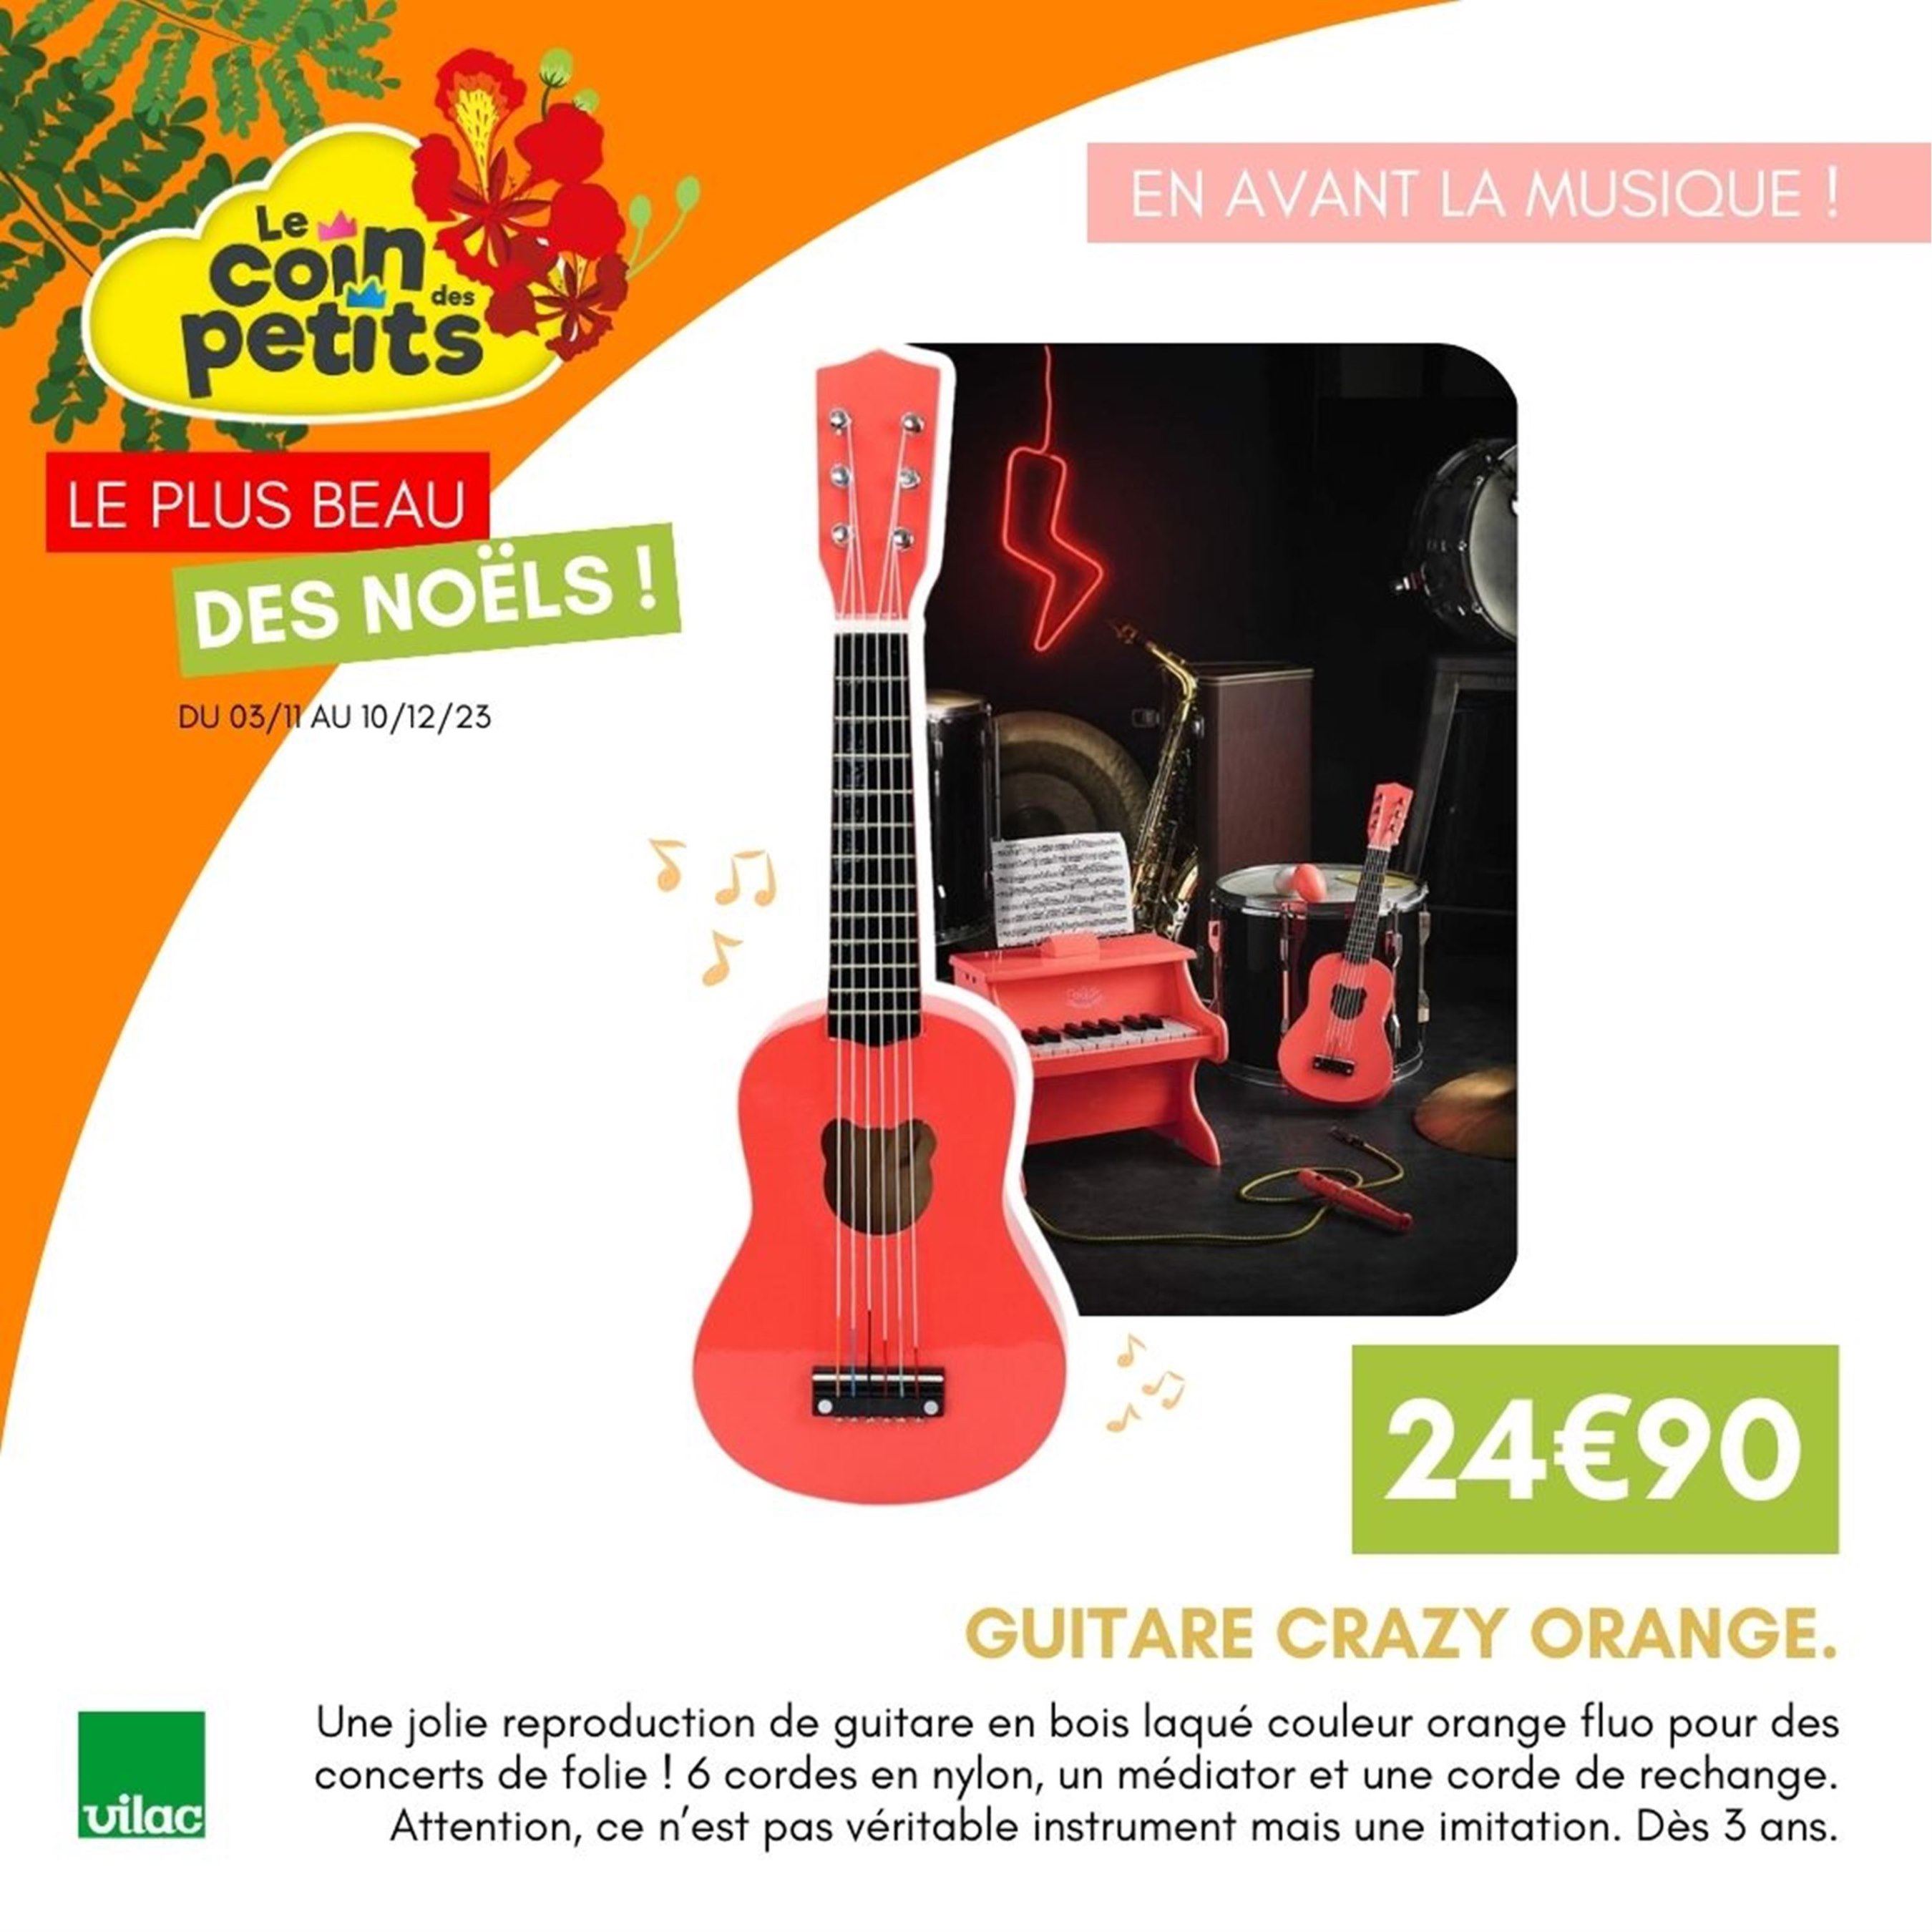 Le
coin
des
petits
EN AVANT LA MUSIQUE !
LE PLUS BEAU
DES NOËLS !
DU 03/11 AU 10/12/23
24€90
GUITARE CRAZY ORANGE.
Une jolie reproduction de guitare en bois laqué couleur orange fluo pour des
concerts de folie ! 6 cordes en nylon, un médiator et une corde de rechange.
Attention, ce n'est pas véritable instrument mais une imitation. Dès 3 ans.
vilac